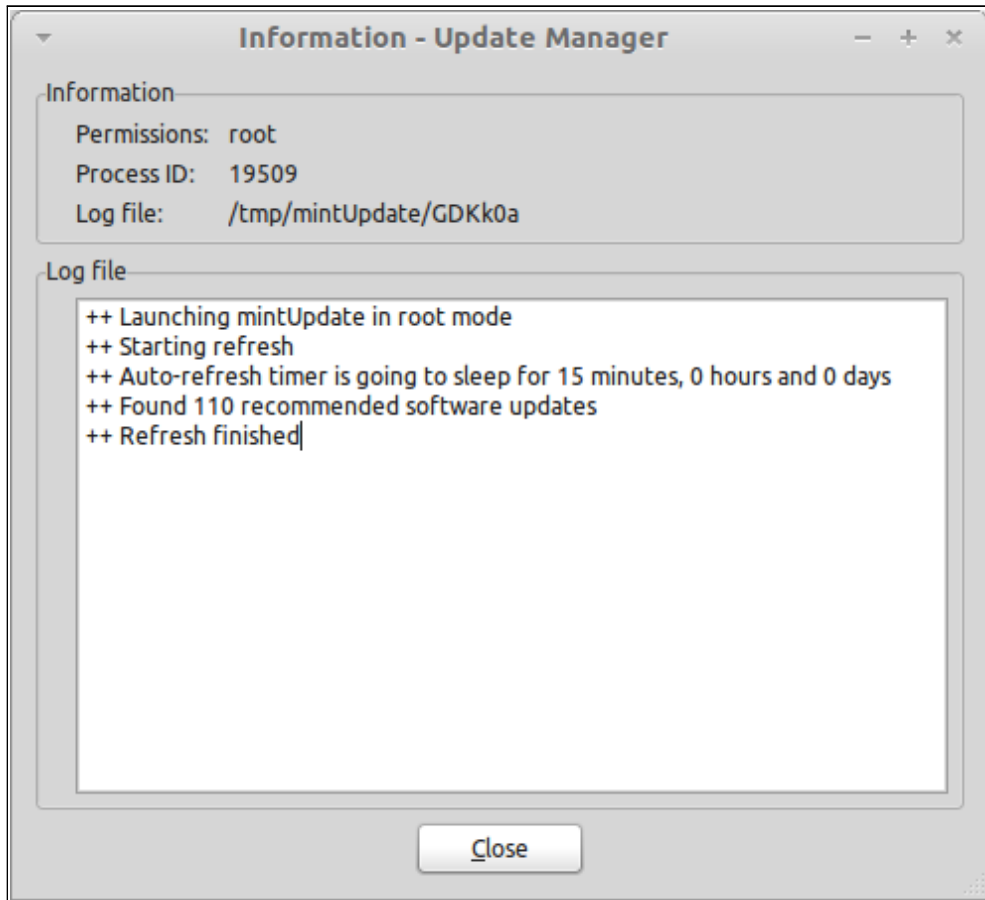 Information - Update Manager
Information
Permissions: root
Process ID: 19509
Log file: /tmp/mintUpdate/GDKk0a
Log file
++ Launching mintUpdate in root mode
++ Starting refresh
++ Auto-refresh timer is going to sleep for 15 minutes, 0 hours and 0 days
++ Found 110 recommended software updates
++ Refresh finished
Close